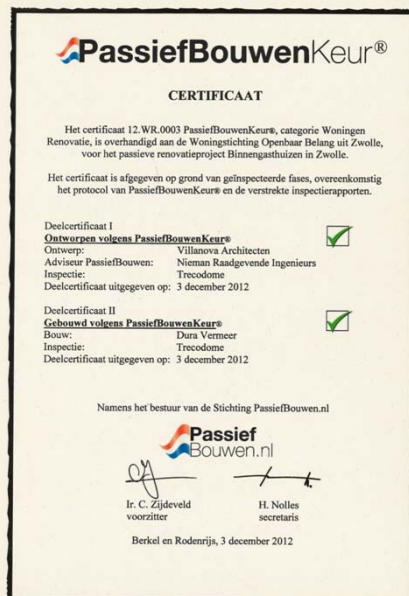 PassiefBouwenKeur®
CERTIFICAAT
Het certificaat 12.WR.0003 PassiefBouwenKeur®, categorie Woningen
Renovatie, is overhandigd aan de Woningstichting Openbaar Belang uit Zwolle,
voor het passieve renovatieproject Binnengasthuizen in Zwolle.
Het certificaat is afgegeven op grond van geïnspecteerde fases, overeenkomstig
het protocol van PassiefBouwenKeur® en de verstrekte inspectierapporten.
Deelcertificaat I
Ontworpen volgens PassiefBouwenKeur®
Ontwerp: Villanova Architecten
Adviseur PassiefBouwen: Nieman Raadgevende Ingenieurs
Inspectie: Trecodome
Deelcertificaat uitgegeven op: 3 december 2012
Deelcertificaat II
Gebouwd volgens PassiefBouwenKeur®
Bouw: Dura Vermeer
Inspectie: Trecodome
Deelcertificaat uitgegeven op: 3 december 2012
Namens het bestuur van de Stichting PassiefBouwen.nl
Passief
Bouwen.nl
Ir. C. Zijdeveld H. Nolles
voorzitter secretaris
Berkel en Rodenrijs, 3 december 2012